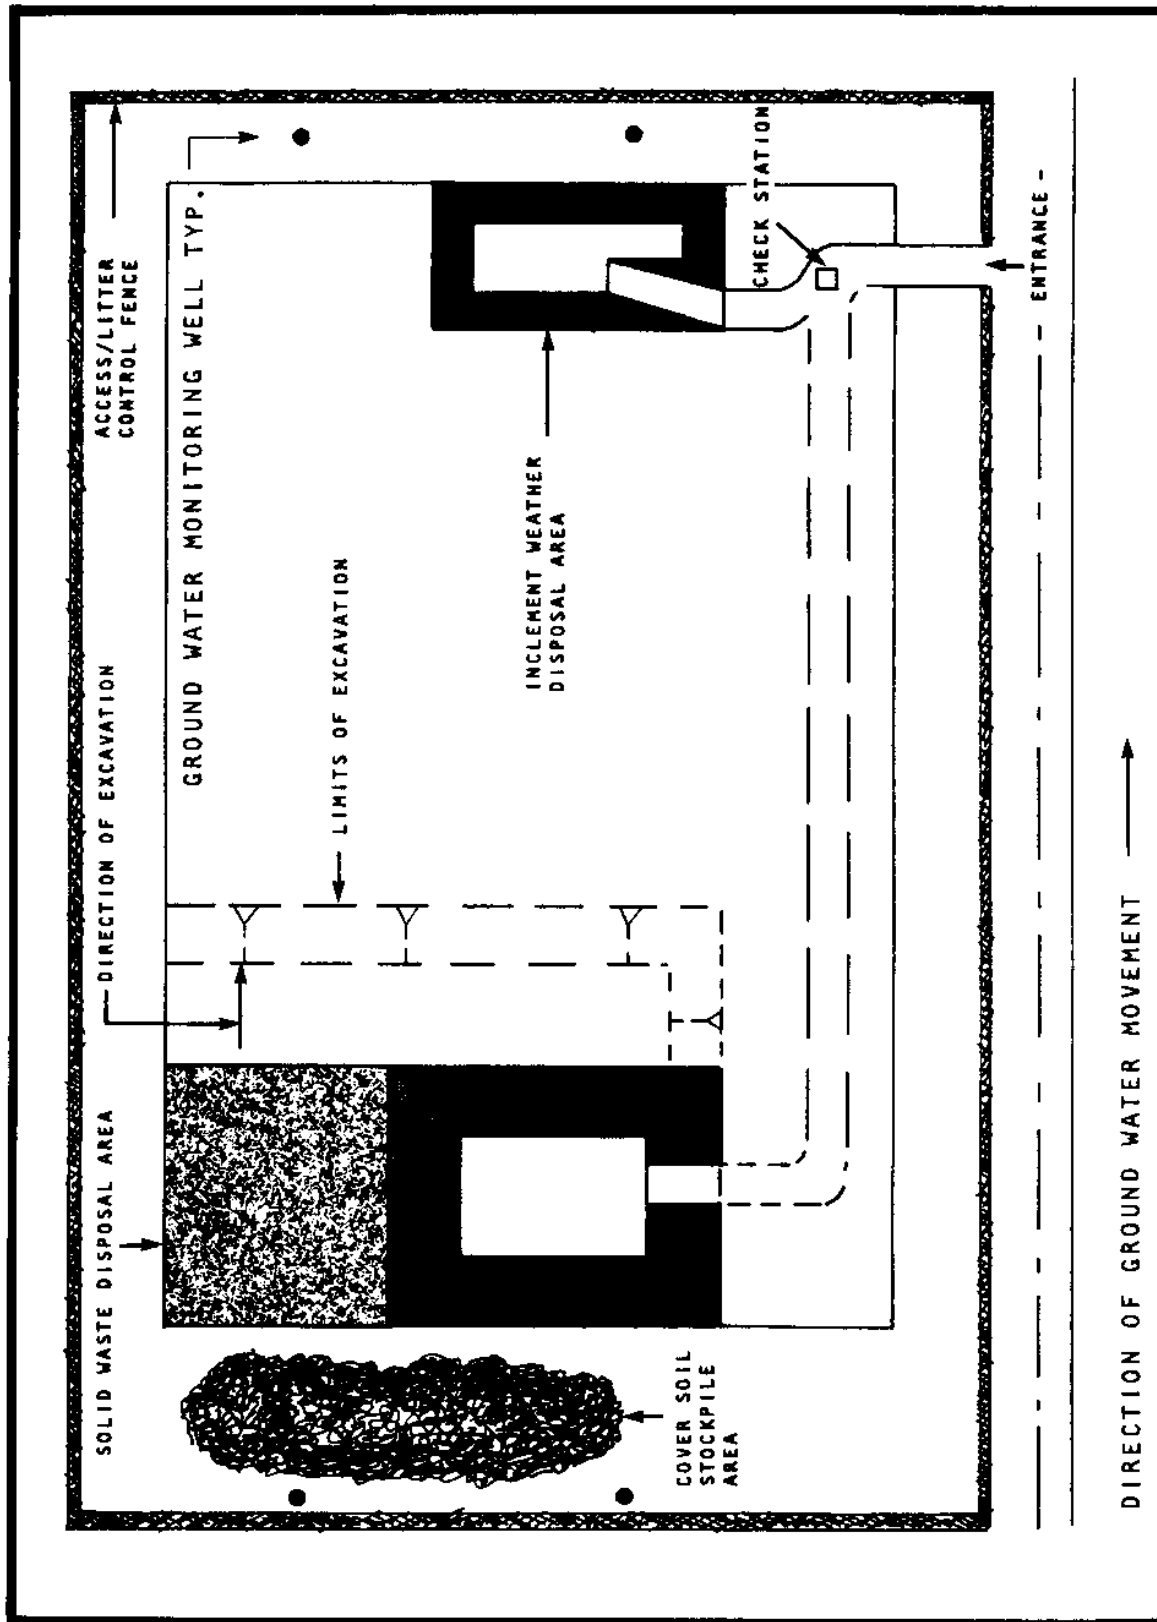 ACCESS/LITTER
CONTROL FENCE
GROUND WATER MONITORING WELL TYP.
CHECK STATION
ENTRANCE
DIRECTION OF EXCAVATION
LIMITS OF EXCAVATION
INCLEMENT WEATHER
DISPOSAL AREA
SOLID WASTE DISPOSAL AREA
COVER SOIL
STOCKPILE
AREA
DIRECTION OF GROUND WATER MOVEMENT